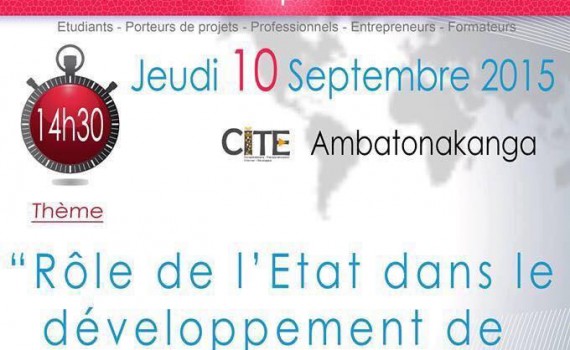 Etudiants - Porteurs de projets - Professionnels - Entrepreneurs - Formateurs
Jeudi 10 Septembre 2015
14h30
CITE Ambatonakanga
Thème
“Rôle de l’Etat dans le
développement de